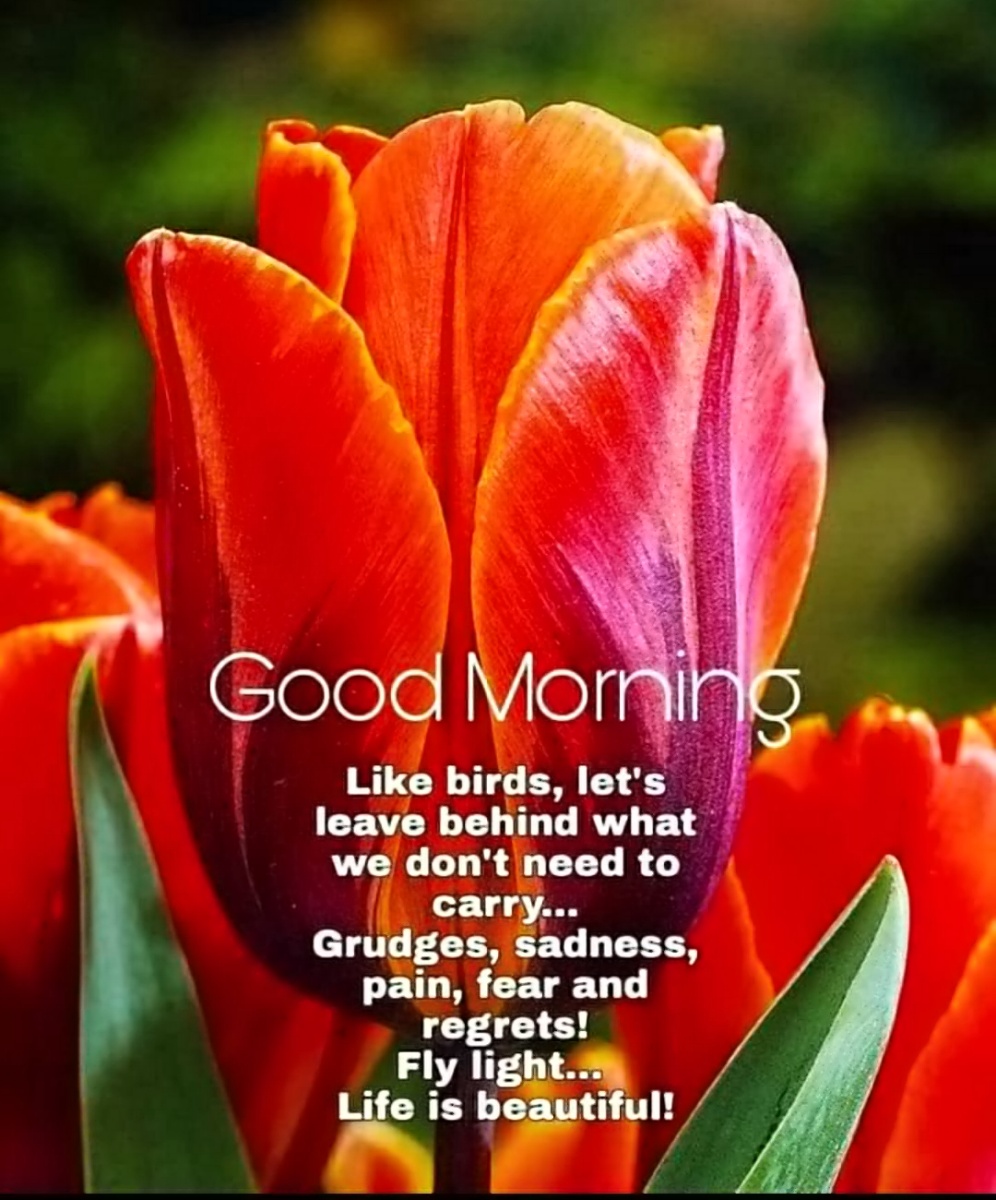 Good Morning
Like birds, let's
leave behind what
we don't need to
carry...
Grudges, sadness,
pain, fear and
regrets!
Fly light...
Life is beautiful!